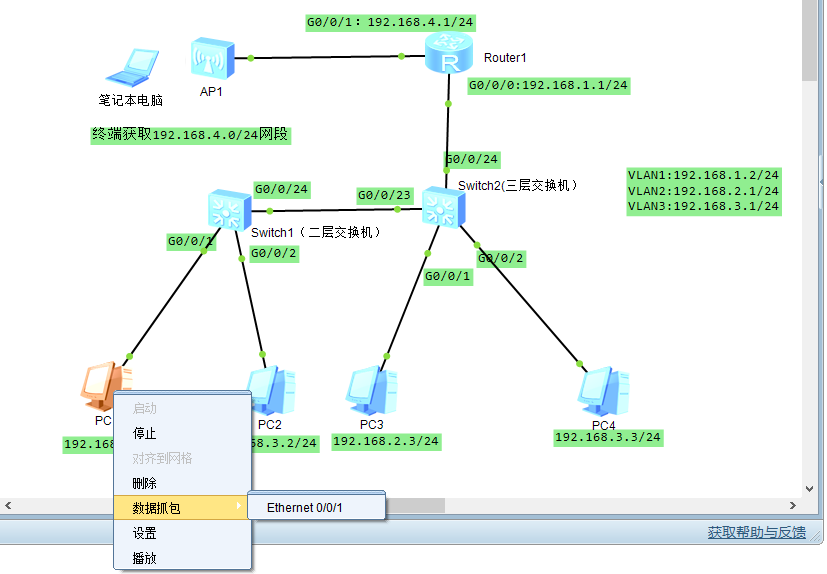 G0/0/1：192.168.4.1/24
Router1
AP1
笔记本电脑
G0/0/0:192.168.1.1/24
终端获取192.168.4.0/24网段
G0/0/24
VLAN1:192.168.1.2/24
VLAN2:192.168.2.1/24
VLAN3:192.168.3.1/24
G0/0/24
G0/0/23
Switch2(三层交换机）
Switch1（二层交换机）
G0/0/1
G0/0/2
G0/0/1
G0/0/2
PC
PC2
PC3
PC4
192.168.2.3/24
192.168.3.3/24
启动
停止
对齐到网格
删除
数据抓包
Ethernet 0/0/1
设置
播放
获取帮助与反馈